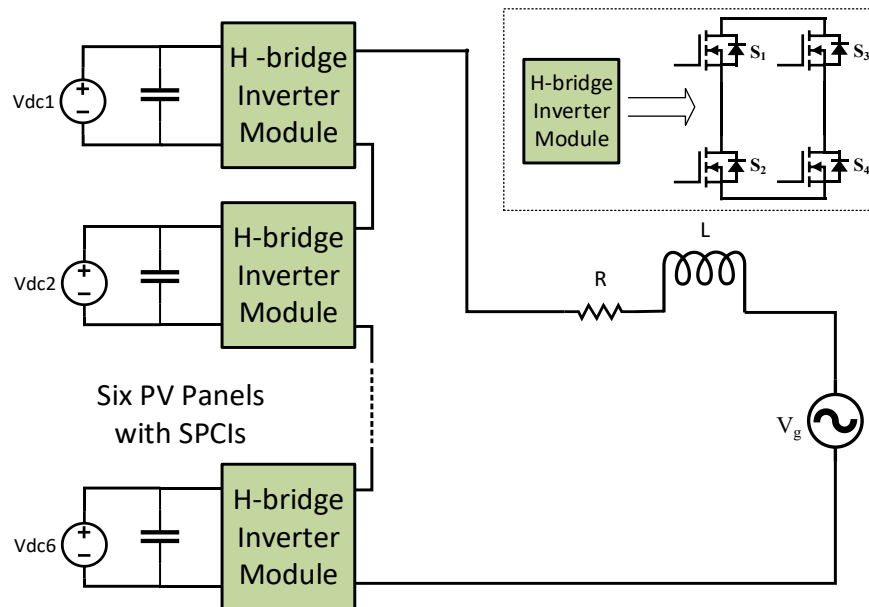 Vdc1
H -bridge
Inverter
Module
H-bridge
Inverter
Module
S1
S3
S2
S4
Vdc2
H-bridge
Inverter
Module
R
L
Vg
Six PV Panels
with SPCIs
Vdc6
H-bridge
Inverter
Module